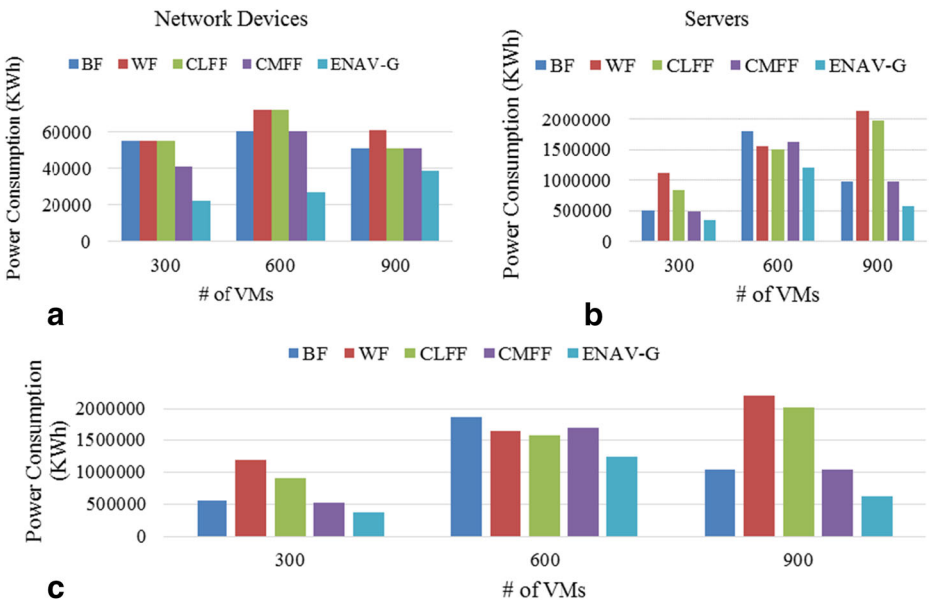 Network Devices
BF WF CLFF CMFF ENAV-G
Power Consumption (KWh)
60000
40000
20000
0
300 600 900
# of VMs
a
Servers
BF WF CLFF CMFF ENAV-G
Power Consumption (KWh)
2000000
1500000
1000000
500000
0
300 600 900
# of VMs
b
BF WF CLFF CMFF ENAV-G
Power Consumption
(KWh)
2000000
1500000
1000000
500000
0
300 600 900
# of VMs
c